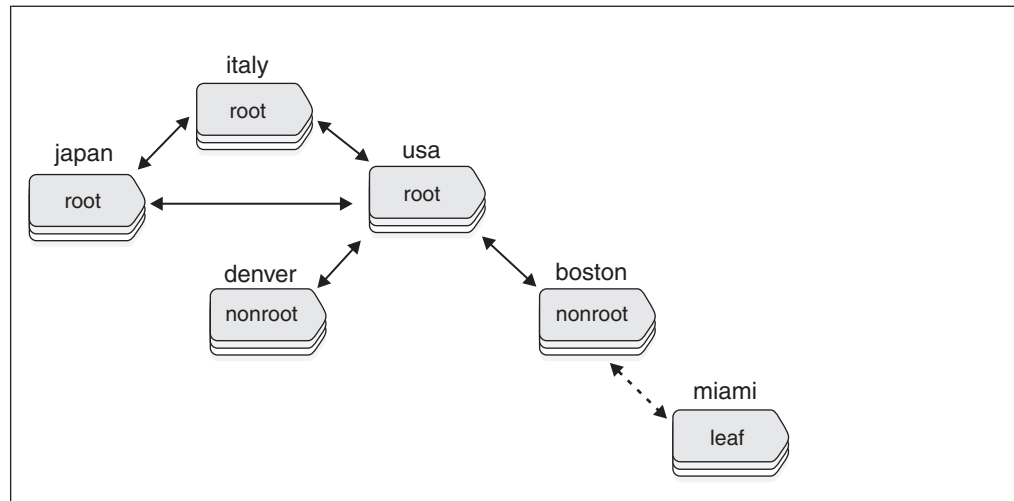 italy
root
japan
root
usa
root
denver
nonroot
boston
nonroot
miami
leaf